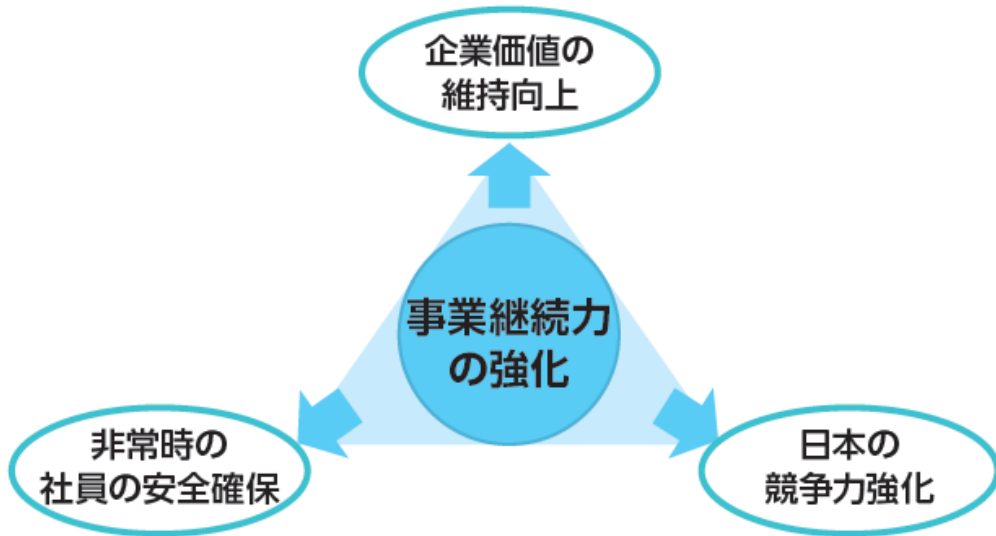 企業価値の
維持向上
事業継続力
の強化
非常時の
社員の安全確保
日本の
競争力強化